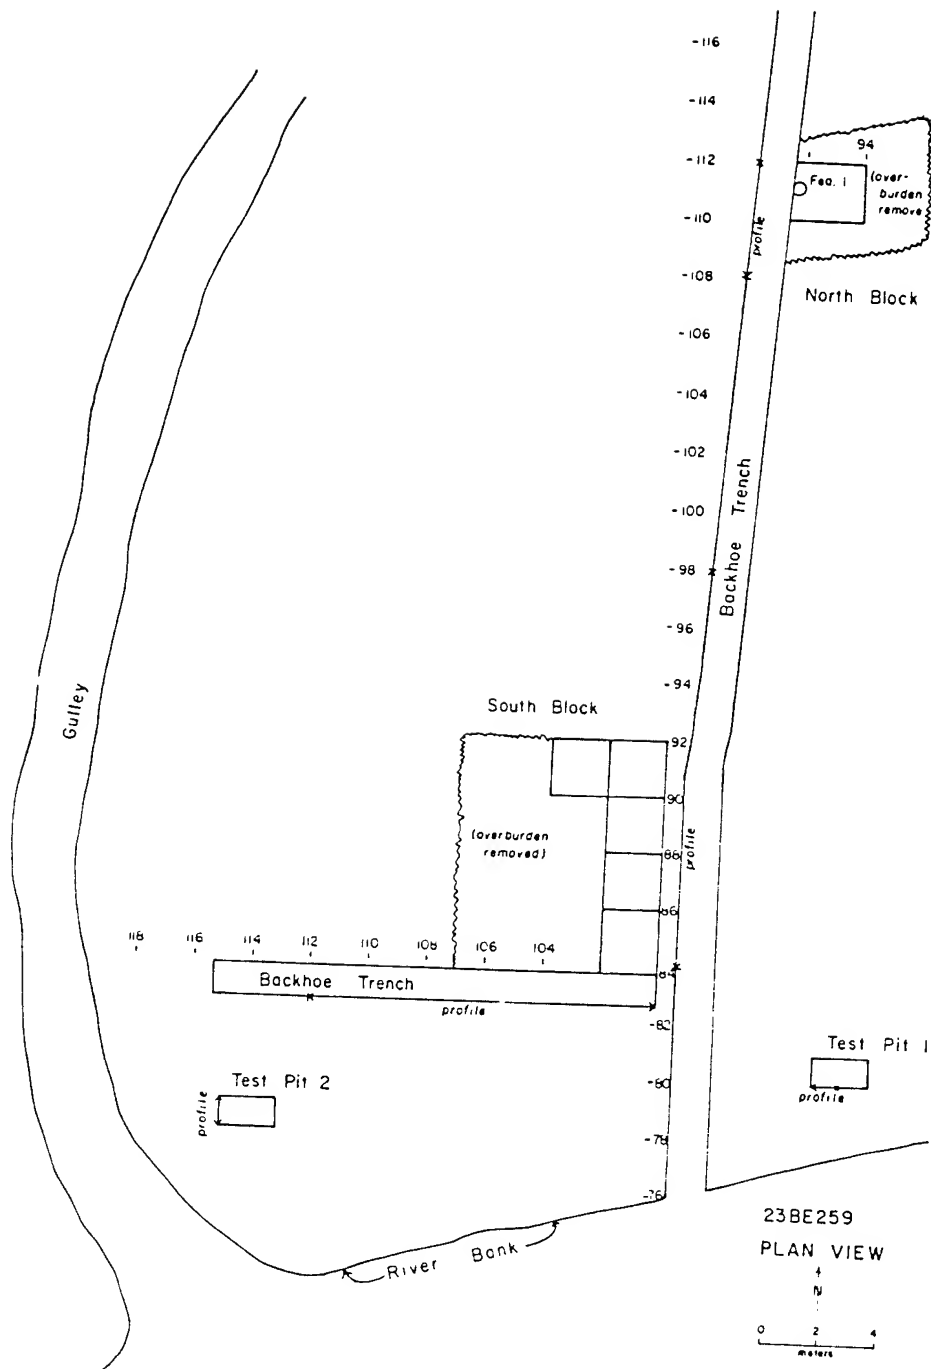 -116
-114
94
-112
Fea. 1
(over-
burden
remove
-110
profile
-108
North Block
-106
-104
-102
Backhoe Trench
-100
-98
-96
-94
Gulley
South Block
92
90
profile
(overburden
removed)
88
86
118
116
114
112
110
108
106
104
84
Backhoe Trench
profile
-82
Test Pit 1
profile
-80
Test Pit 2
profile
-78
-76
River Bank
23BE259
PLAN VIEW
N
0 2 4
meters